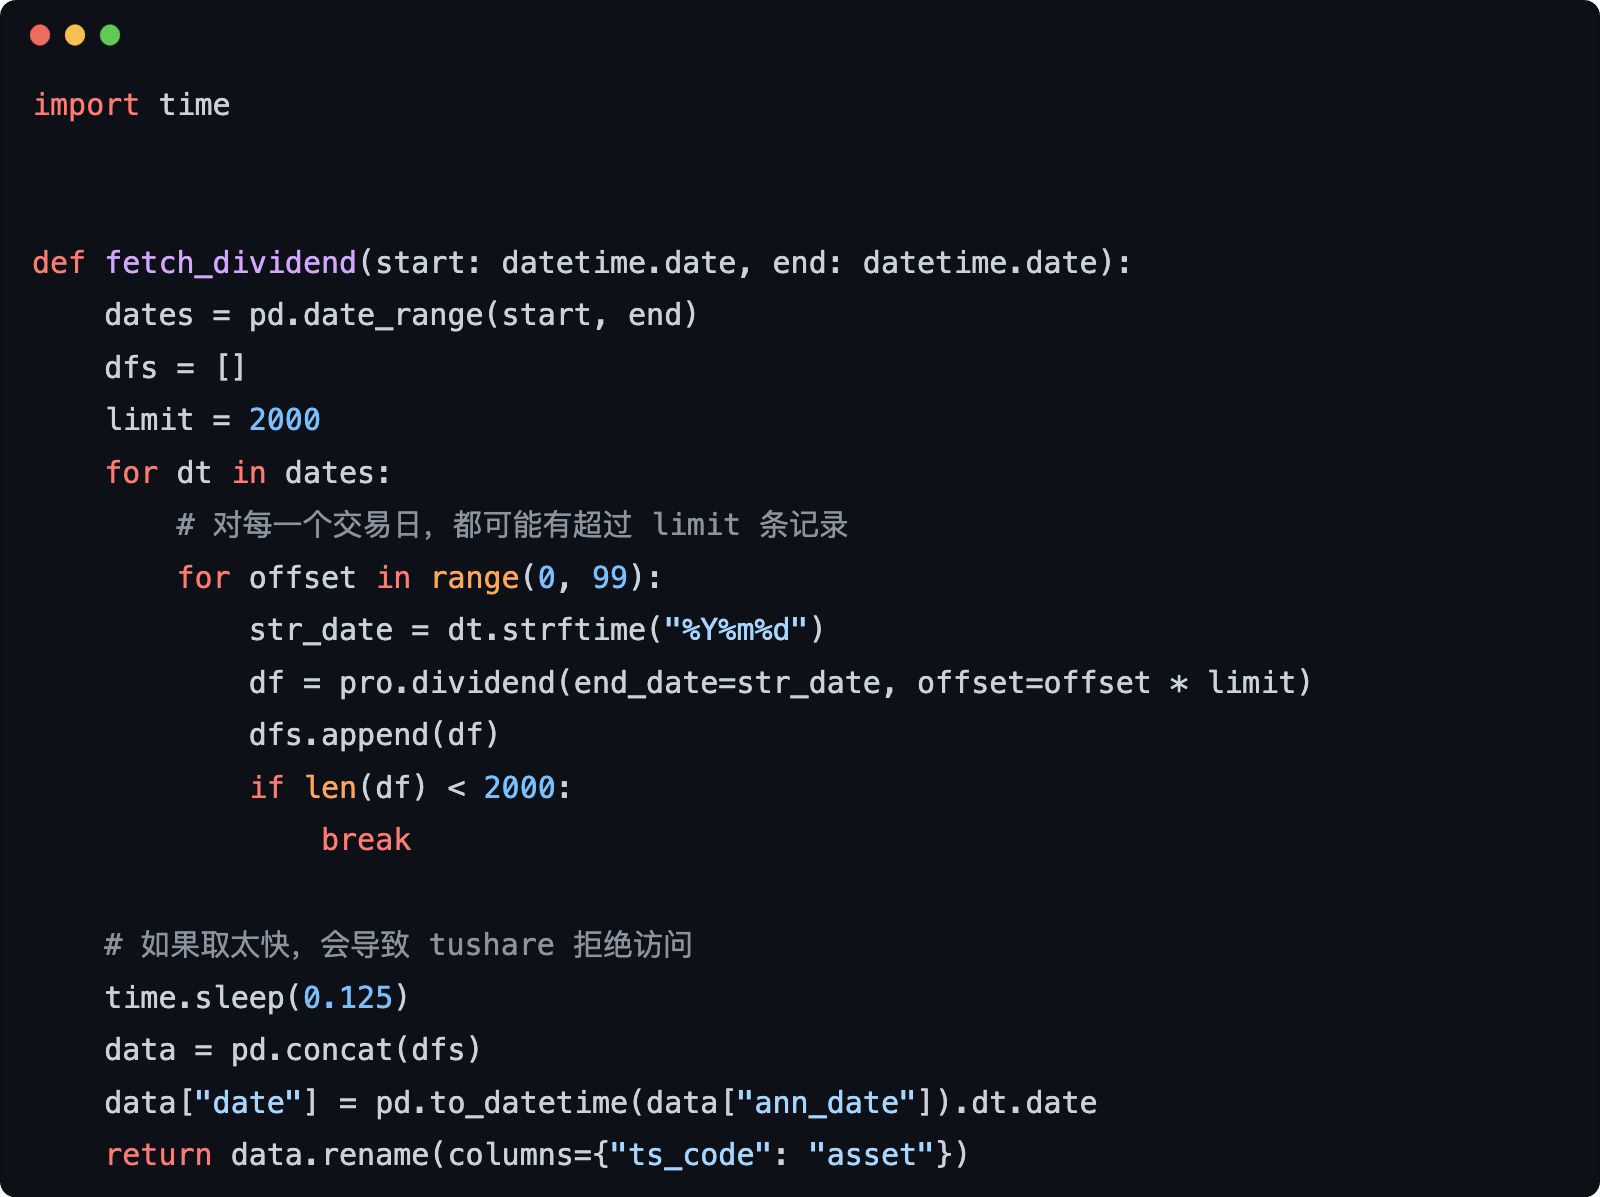 import time
def fetch_dividend(start: datetime.date, end: datetime.date):
    dates = pd.date_range(start, end)
    dfs = []
    limit = 2000
    for dt in dates:
        # 对每一个交易日，都可能有超过 limit 条记录
        for offset in range(0, 99):
            str_date = dt.strftime("%Y%m%d")
            df = pro.dividend(end_date=str_date, offset=offset * limit)
            dfs.append(df)
            if len(df) < 2000:
                break
    # 如果取太快，会导致 tushare 拒绝访问
    time.sleep(0.125)
    data = pd.concat(dfs)
    data["date"] = pd.to_datetime(data["ann_date"]).dt.date
    return data.rename(columns={"ts_code": "asset"})